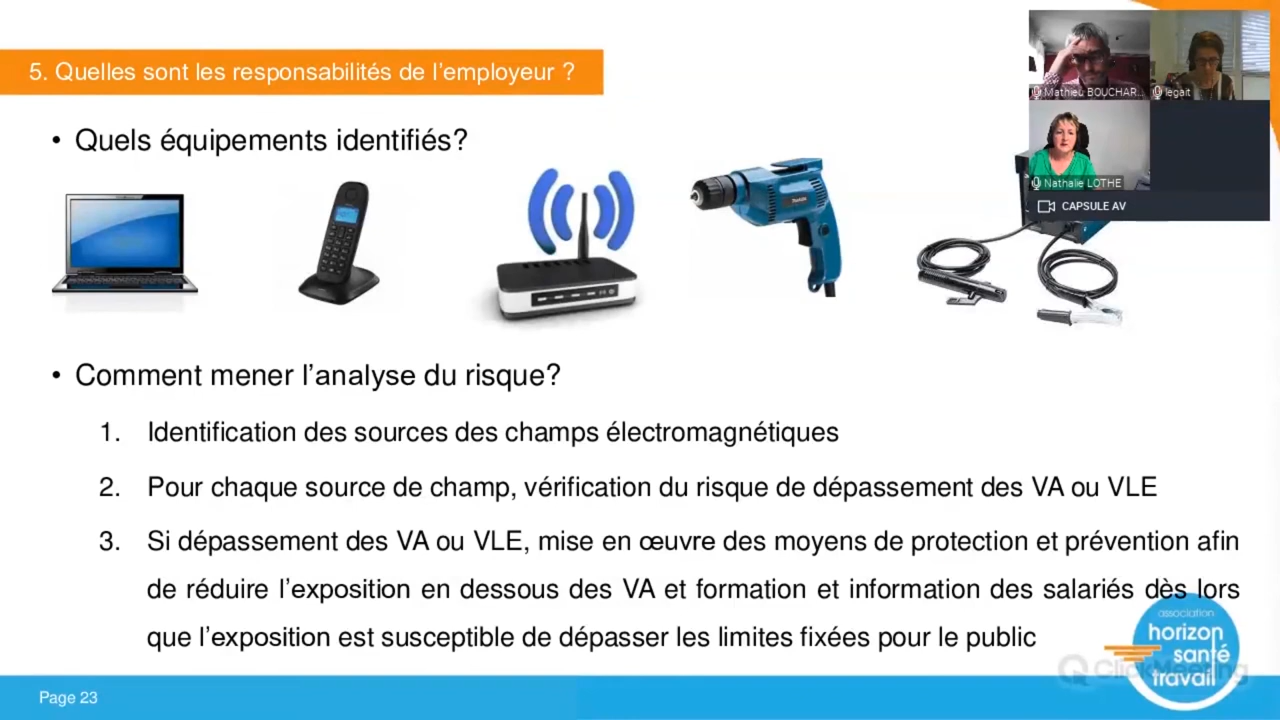 5. Quelles sont les responsabilités de l'employeur ?
Mathieu BOUCHAR...
legait
Nathalie LOTHE
CAPSULE AV
• Quels équipements identifiés?
• Comment mener l'analyse du risque?
1. Identification des sources des champs électromagnétiques
2. Pour chaque source de champ, vérification du risque de dépassement des VA ou VLE
3. Si dépassement des VA ou VLE, mise en œuvre des moyens de protection et prévention afin
de réduire l'exposition en dessous des VA et formation et information des salariés dès lors
que l'exposition est susceptible de dépasser les limites fixées pour le public
association
horizon
santé
travail
ClickMeeting
Page 23